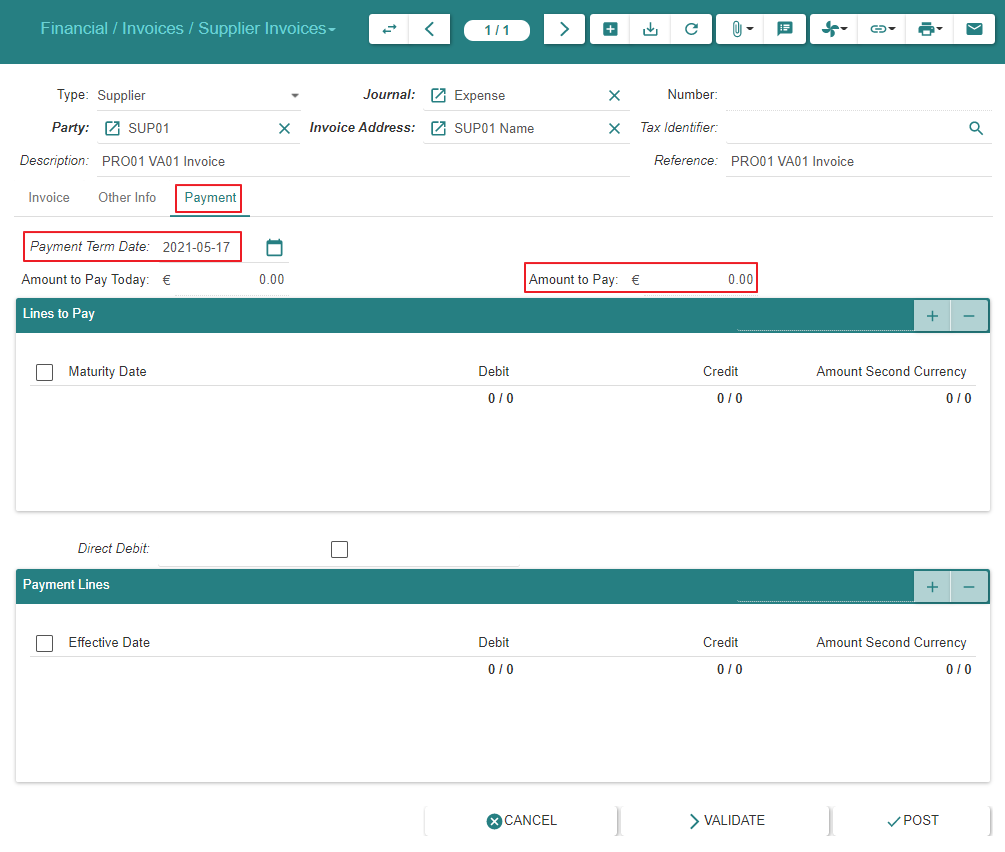 Financial / Invoices / Supplier Invoices
1 / 1
Type: Supplier Journal: Expense Number:
Party: SUP01 Invoice Address: SUP01 Name Tax Identifier:
Description: PRO01 VA01 Invoice Reference: PRO01 VA01 Invoice
Invoice Other Info Payment
Payment Term Date: 2021-05-17
Amount to Pay Today: € 0.00 Amount to Pay: € 0.00
Lines to Pay
Maturity Date Debit Credit Amount Second Currency
0 / 0 0 / 0 0 / 0
Direct Debit:
Payment Lines
Effective Date Debit Credit Amount Second Currency
0 / 0 0 / 0 0 / 0
CANCEL VALIDATE POST